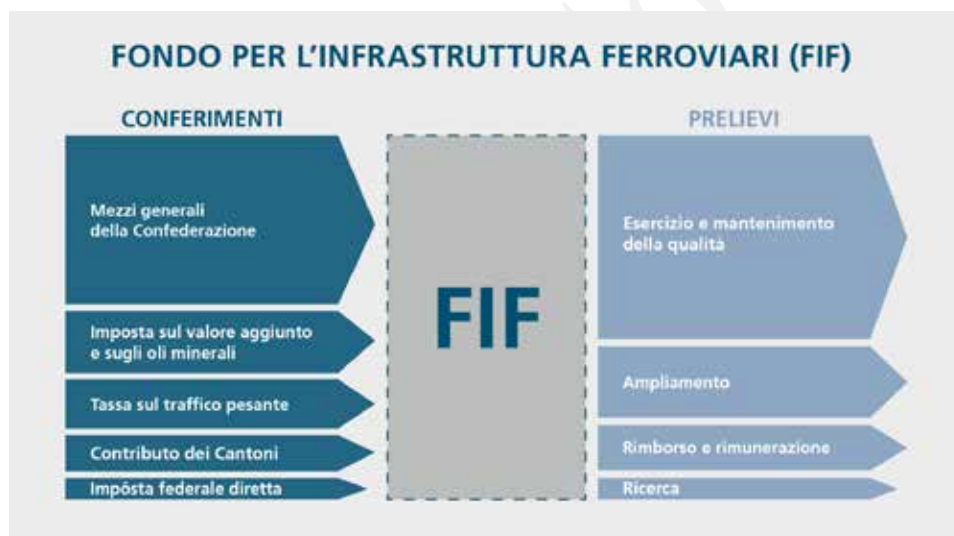 FONDO PER L'INFRASTRUTTURA FERROVIARI (FIF)
CONFERIMENTI
Mezzi generali
della Confederazione
Imposta sul valore aggiunto
e sugli oli minerali
Tassa sul traffico pesante
Contributo dei Cantoni
Impósta federale diretta
FIF
PRELIEVI
Esercizio e mantenimento
della qualità
Ampliamento
Rimborso e rimunerazione
Ricerca